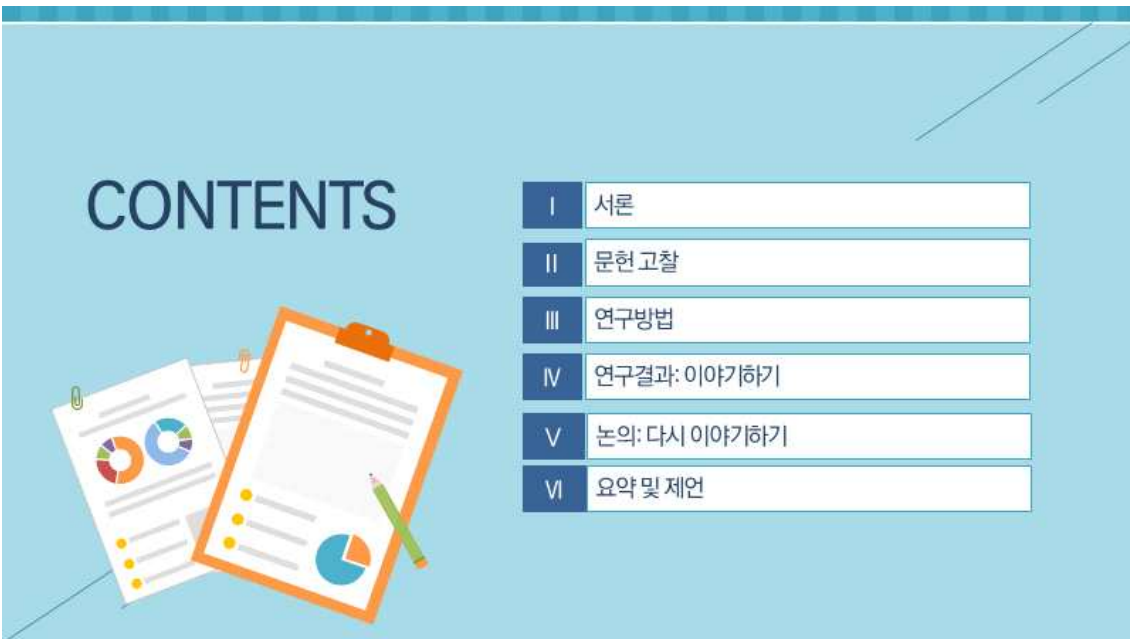 CONTENTS
I 서론
II 문헌 고찰
III 연구방법
IV 연구결과: 이야기하기
V 논의: 다시 이야기하기
VI 요약 및 제언